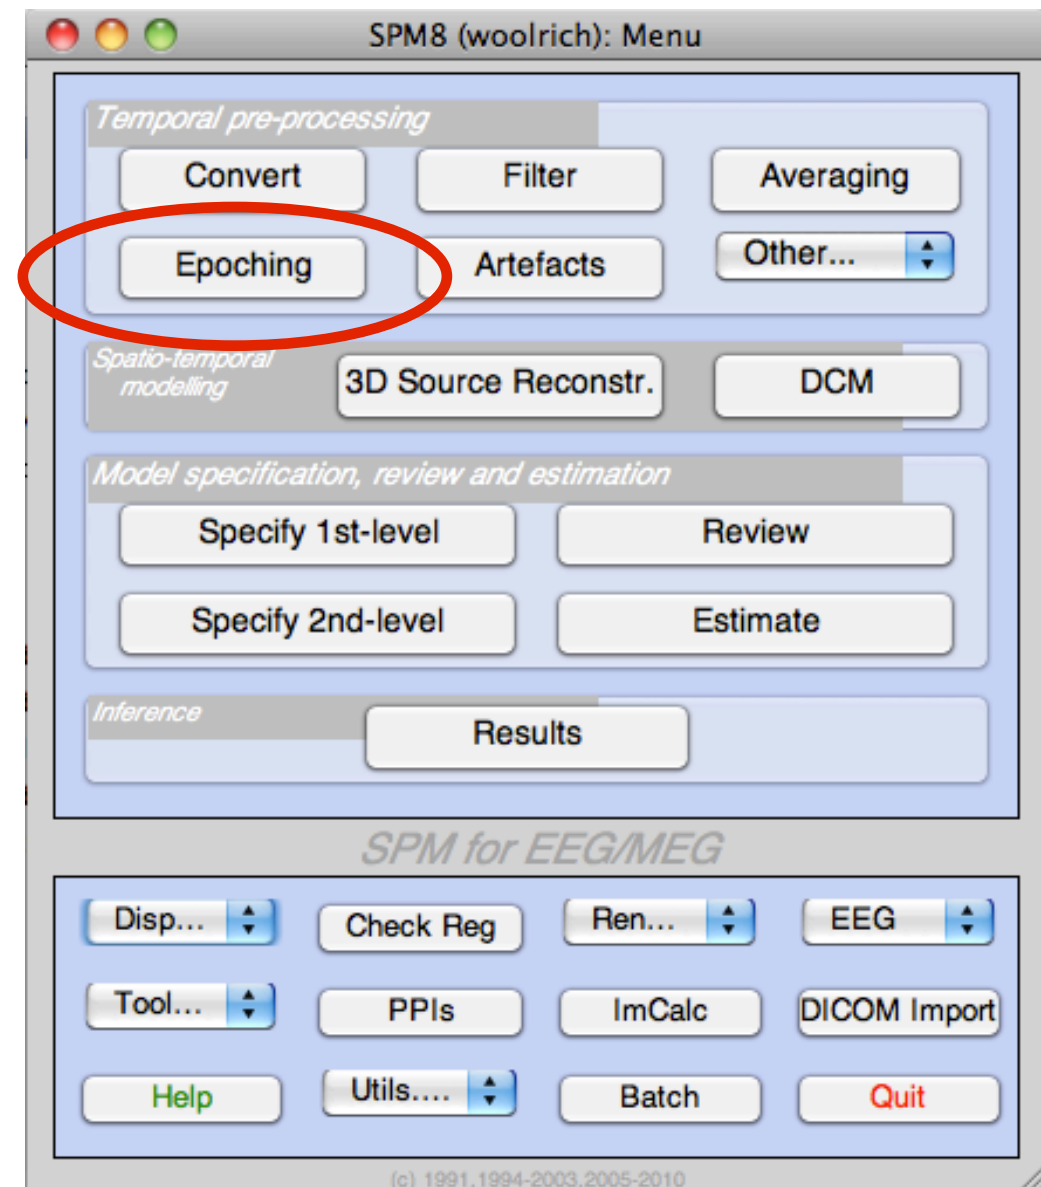 SPM8 (woolrich): Menu
Temporal pre-processing
Convert Filter Averaging
Epoching Artefacts Other...
Spatio-temporal
modelling
3D Source Reconstr. DCM
Model specification, review and estimation
Specify 1st-level Review
Specify 2nd-level Estimate
Inference
Results
SPM for EEG/MEG
Disp... Check Reg Ren... EEG
Tool... PPIs ImCalc DICOM Import
Help Utils.... Batch Quit
(c) 1991,1994-2003,2005-2010